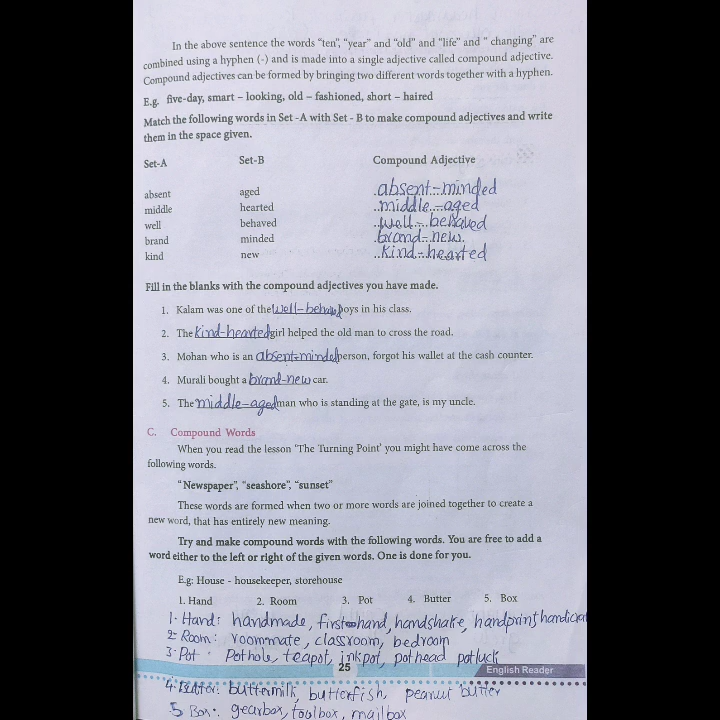 In the above sentence the words "ten", "year" and "old" and "life" and " changing" are
combined using a hyphen (-) and is made into a single adjective called compound adjective.
Compound adjectives can be formed by bringing two different words together with a hyphen.
E.g. five-day, smart – looking, old – fashioned, short – haired
Match the following words in Set -A with Set - B to make compound adjectives and write
them in the space given.
Set-A Set-B Compound Adjective
absent aged absent-minded
middle hearted middle-aged
well behaved well-behaved
brand minded brand-new.
kind new Kind-hearted
Fill in the blanks with the compound adjectives you have made.
1. Kalam was one of the well-behaved boys in his class.
2. The kind-hearted girl helped the old man to cross the road.
3. Mohan who is an absent-minded person, forgot his wallet at the cash counter.
4. Murali bought a brand-new car.
5. The middle-aged man who is standing at the gate, is my uncle.
C. Compound Words
When you read the lesson 'The Turning Point' you might have come across the
following words.
"Newspaper", "seashore", "sunset"
These words are formed when two or more words are joined together to create a
new word, that has entirely new meaning.
Try and make compound words with the following words. You are free to add a
word either to the left or right of the given words. One is done for you.
E.g: House - housekeeper, storehouse
1. Hand 2. Room 3. Pot 4. Butter 5. Box
1. Hand: handmade, firsthand, handshake, handprint handicraf
2. Room: roommate, classroom, bedroom
3. Pot: Pothole, teapot, inkpot, pothead potluck
25 English Reader
4. Butter: buttermilk, butterfish, peanut butter
5 Box: gearbox, toolbox, mailbox